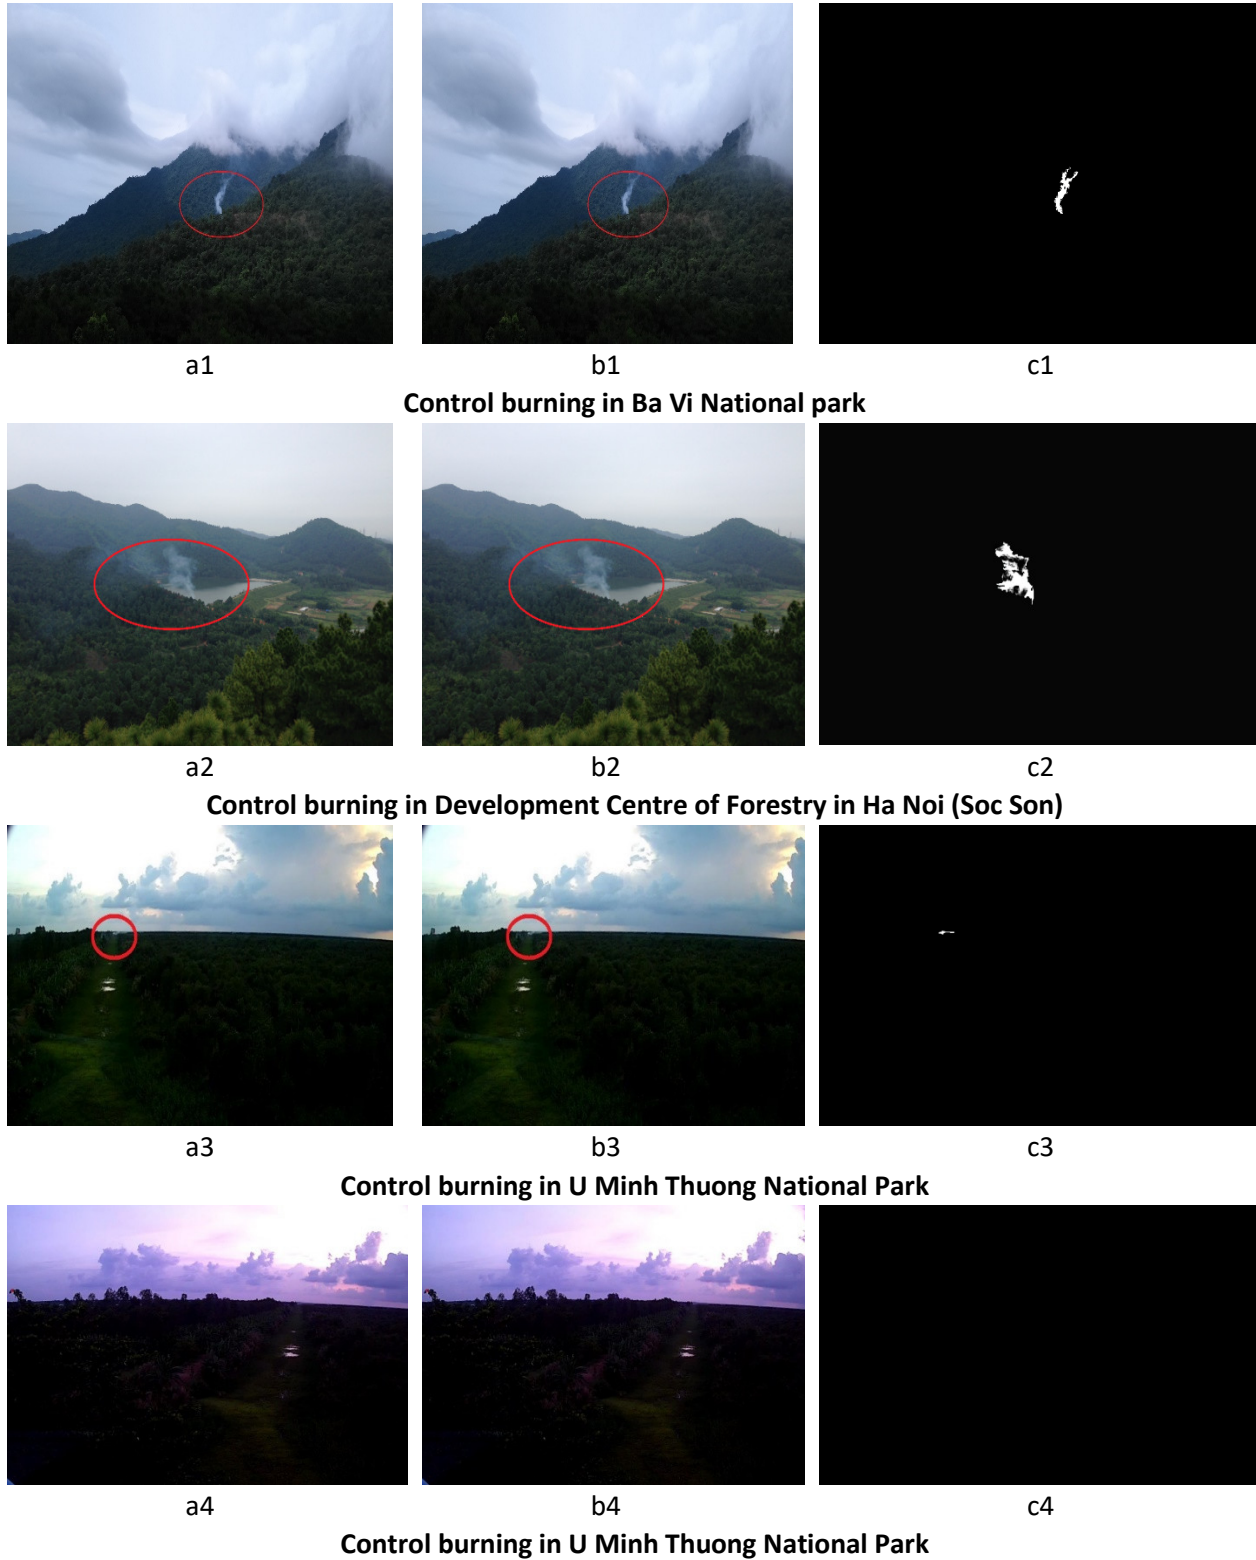 a1 b1 c1
Control burning in Ba Vi National park
a2 b2 c2
Control burning in Development Centre of Forestry in Ha Noi (Soc Son)
a3 b3 c3
Control burning in U Minh Thuong National Park
a4 b4 c4
Control burning in U Minh Thuong National Park